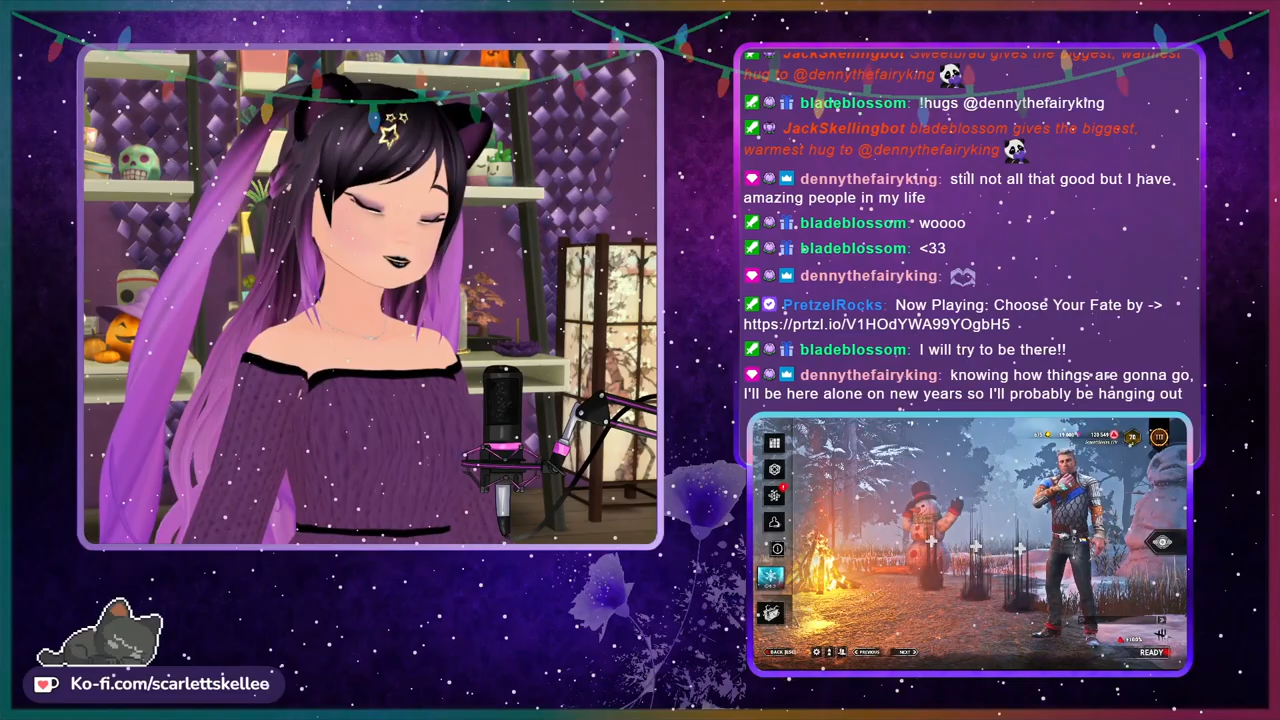 JackSkellingbot Sweetbrad gives the biggest, warmest
hug to @dennythefairyking
bladeblossom: !hugs @dennythefairyking
JackSkellingbot bladeblossom gives the biggest,
warmest hug to @dennythefairyking
dennythefairyking: still not all that good but I have
amazing people in my life
bladeblossom: woooo
bladeblossom: <33
dennythefairyking:
PretzelRocks: Now Playing: Choose Your Fate by ->
https://prtzl.io/V1HOdYWA99YOgbH5
bladeblossom: I will try to be there!!
dennythefairyking: knowing how things are gonna go,
I'll be here alone on new years so I'll probably be hanging out
BACK [ESC]
PREVIOUS
NEXT
READY
Ko-fi.com/scarlettskellee